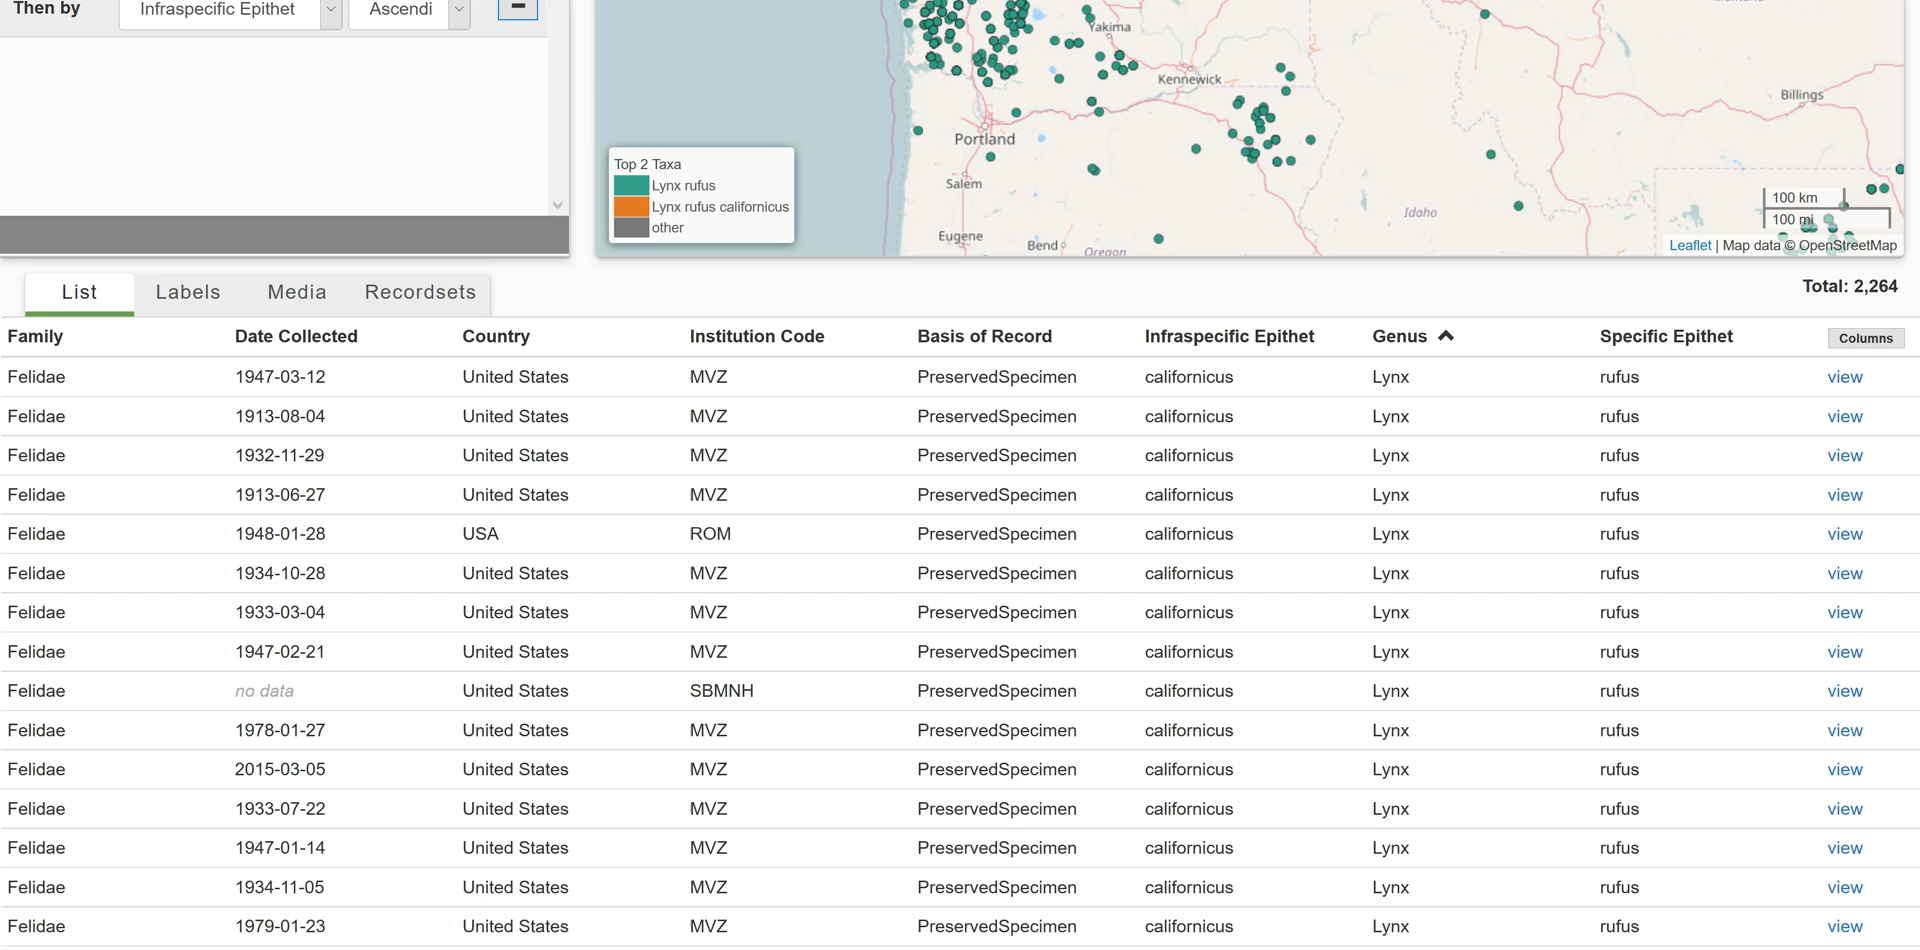 Then by Infraspecific Epithet Ascendi
Yakima
Kennewick
Billings
Portland
Salem
Idaho
Eugene
Bend
Oregon
Top 2 Taxa
Lynx rufus
Lynx rufus californicus
other
100 km
100 mi
Leaflet | Map data © OpenStreetMap
List Labels Media Recordsets
Total: 2,264
Family Date Collected Country Institution Code Basis of Record Infraspecific Epithet Genus Specific Epithet Columns
Felidae 1947-03-12 United States MVZ PreservedSpecimen californicus Lynx rufus view
Felidae 1913-08-04 United States MVZ PreservedSpecimen californicus Lynx rufus view
Felidae 1932-11-29 United States MVZ PreservedSpecimen californicus Lynx rufus view
Felidae 1913-06-27 United States MVZ PreservedSpecimen californicus Lynx rufus view
Felidae 1948-01-28 USA ROM PreservedSpecimen californicus Lynx rufus view
Felidae 1934-10-28 United States MVZ PreservedSpecimen californicus Lynx rufus view
Felidae 1933-03-04 United States MVZ PreservedSpecimen californicus Lynx rufus view
Felidae 1947-02-21 United States MVZ PreservedSpecimen californicus Lynx rufus view
Felidae no data United States SBMNH PreservedSpecimen californicus Lynx rufus view
Felidae 1978-01-27 United States MVZ PreservedSpecimen californicus Lynx rufus view
Felidae 2015-03-05 United States MVZ PreservedSpecimen californicus Lynx rufus view
Felidae 1933-07-22 United States MVZ PreservedSpecimen californicus Lynx rufus view
Felidae 1947-01-14 United States MVZ PreservedSpecimen californicus Lynx rufus view
Felidae 1934-11-05 United States MVZ PreservedSpecimen californicus Lynx rufus view
Felidae 1979-01-23 United States MVZ PreservedSpecimen californicus Lynx rufus view